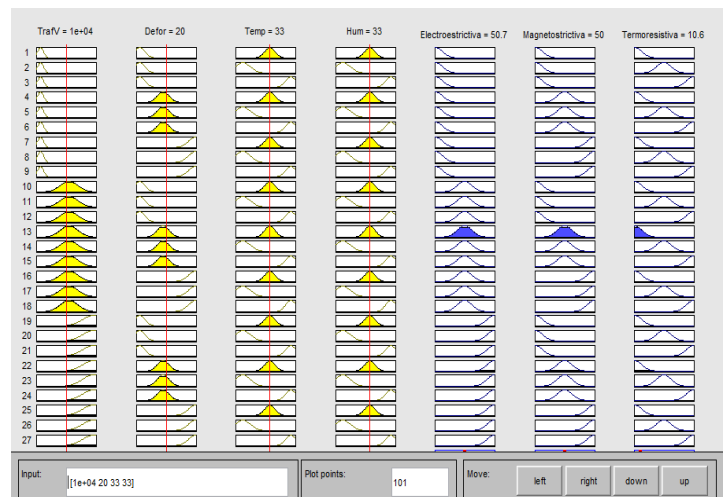 TrafV = 1e+04
Defor = 20
Temp = 33
Hum = 33
Electroestrictiva = 50.7
Magnetostrictiva = 50
Termoresistiva = 10.6
1
2
3
4
5
6
7
8
9
10
11
12
13
14
15
16
17
18
19
20
21
22
23
24
25
26
27
Input:
[1e+04 20 33 33]
Plot points:
101
Move:
left
right
down
up